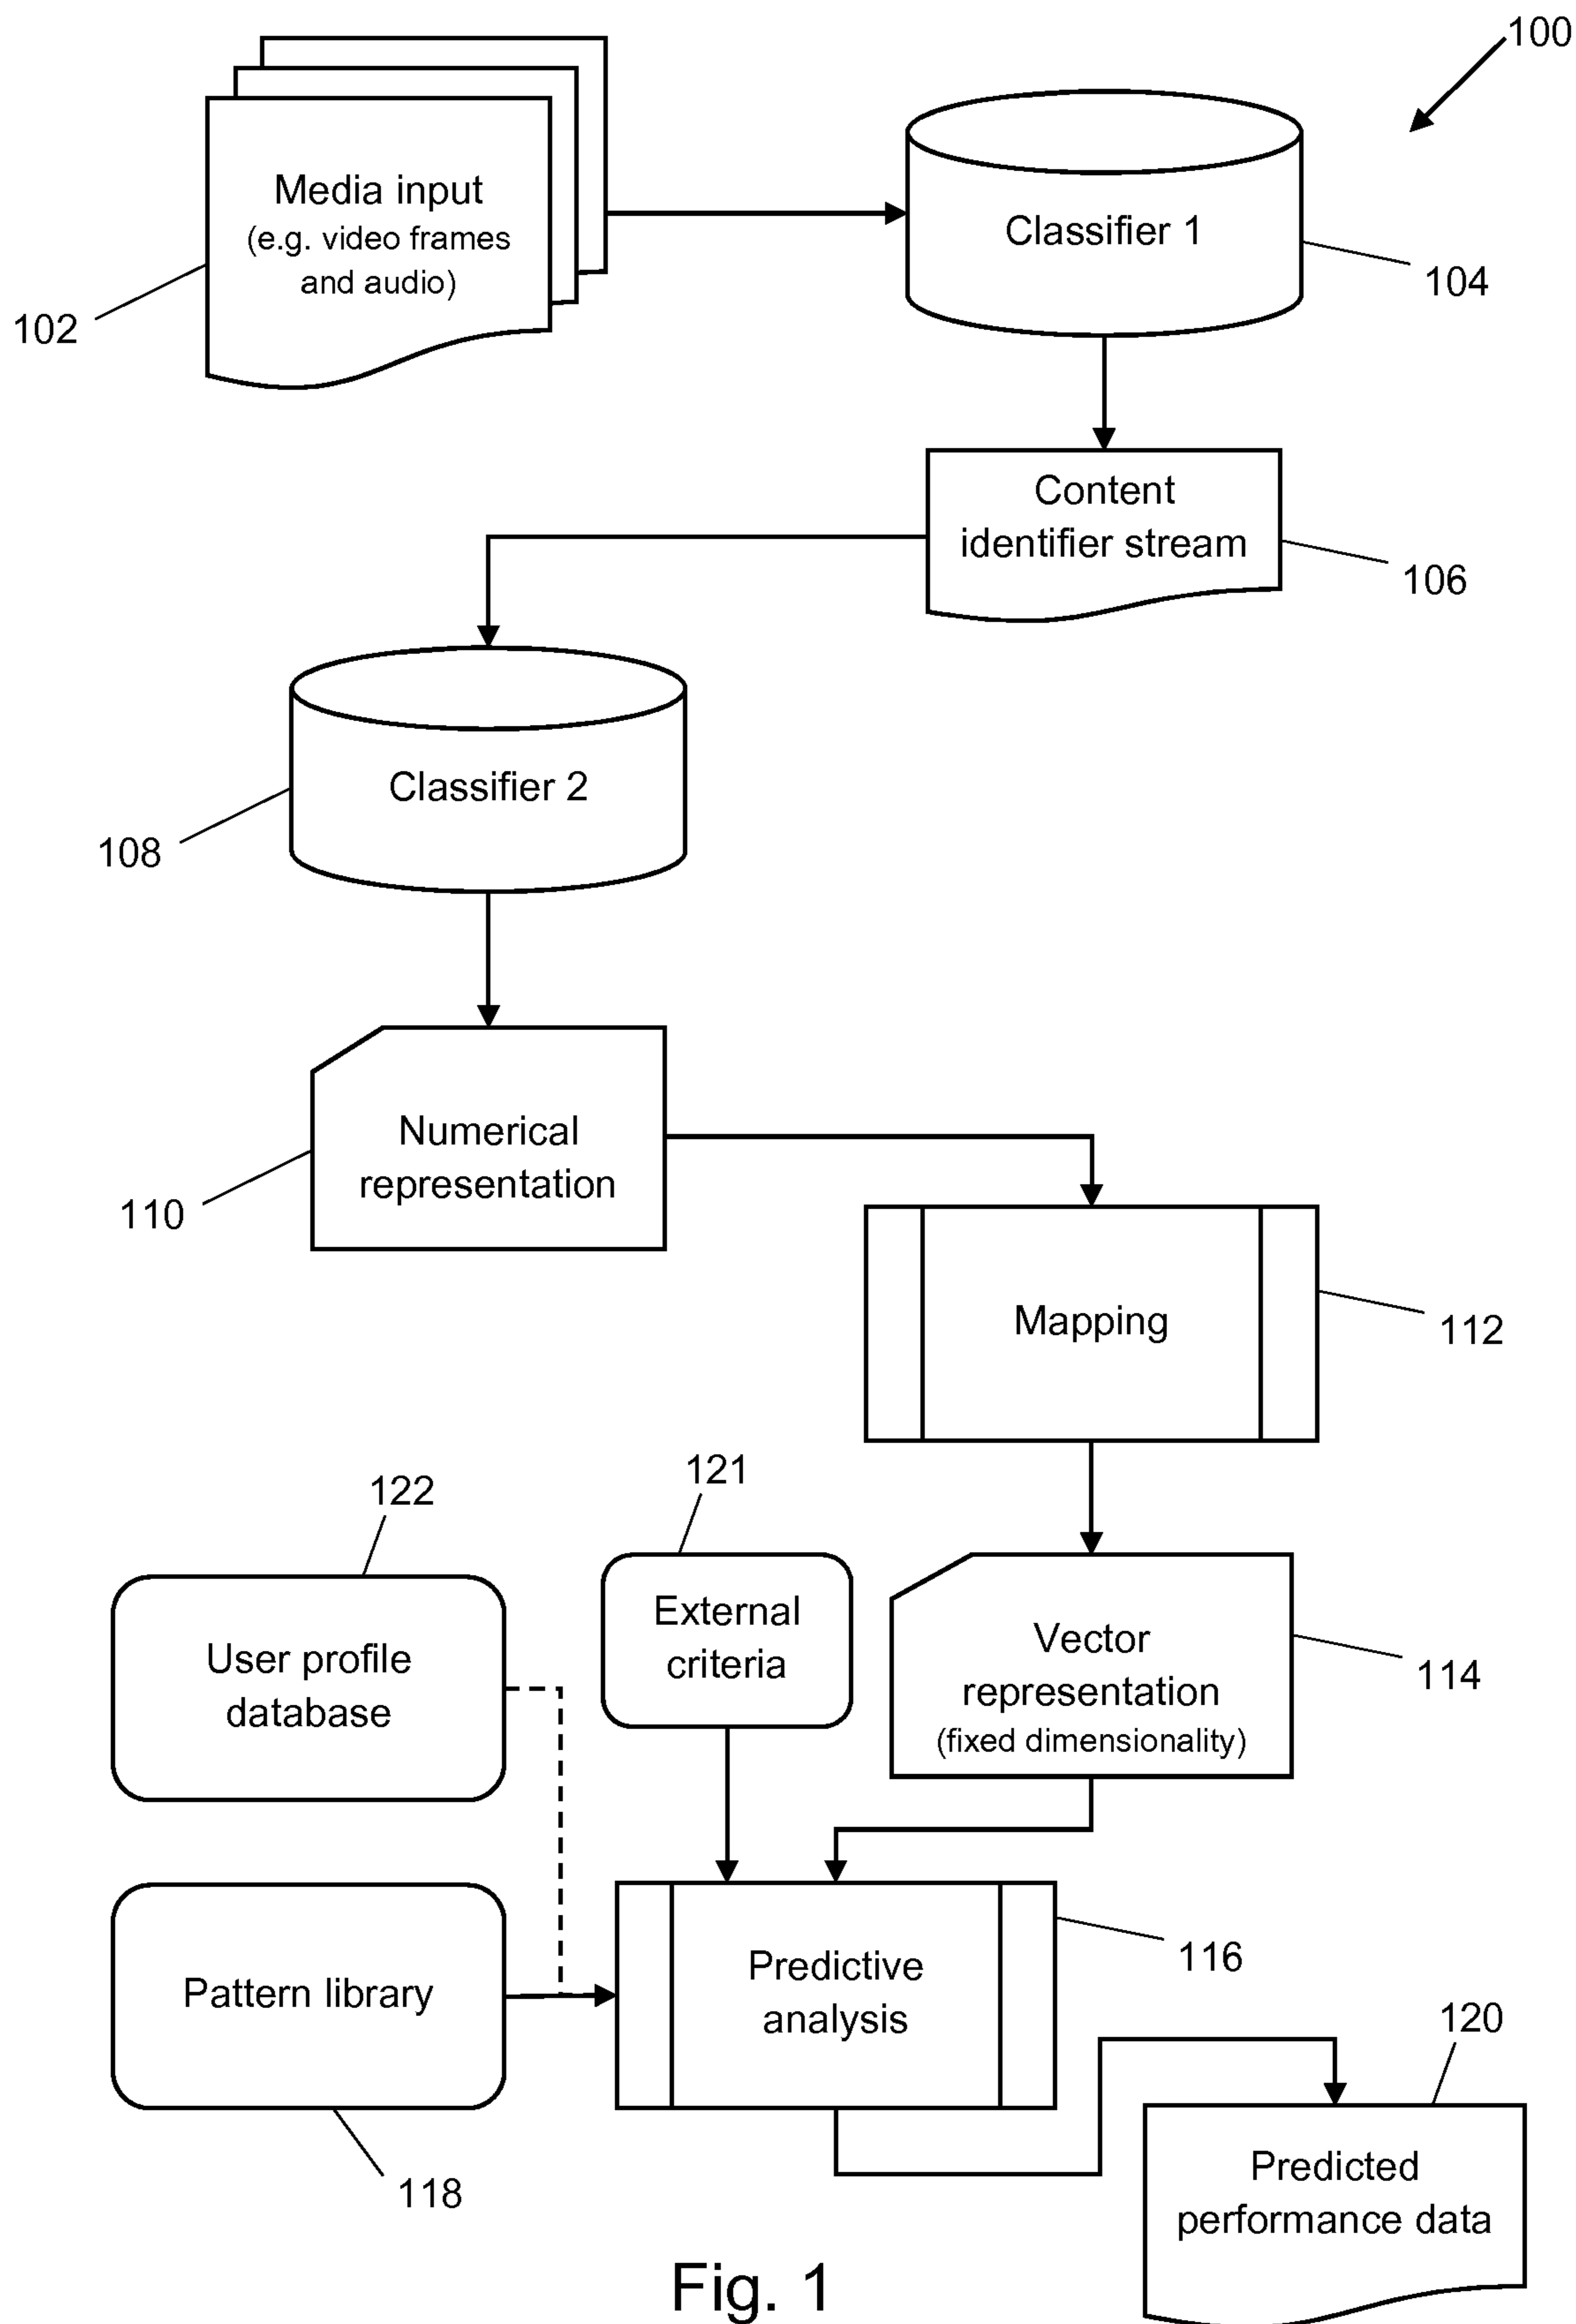 100
Media input
(e.g. video frames
and audio)
102
Classifier 1
104
Content
identifier stream
106
Classifier 2
108
Numerical
representation
110
Mapping
112
122
121
User profile
database
External
criteria
Vector
representation
(fixed dimensionality)
114
Pattern library
118
Predictive
analysis
116
120
Predicted
performance data
Fig. 1